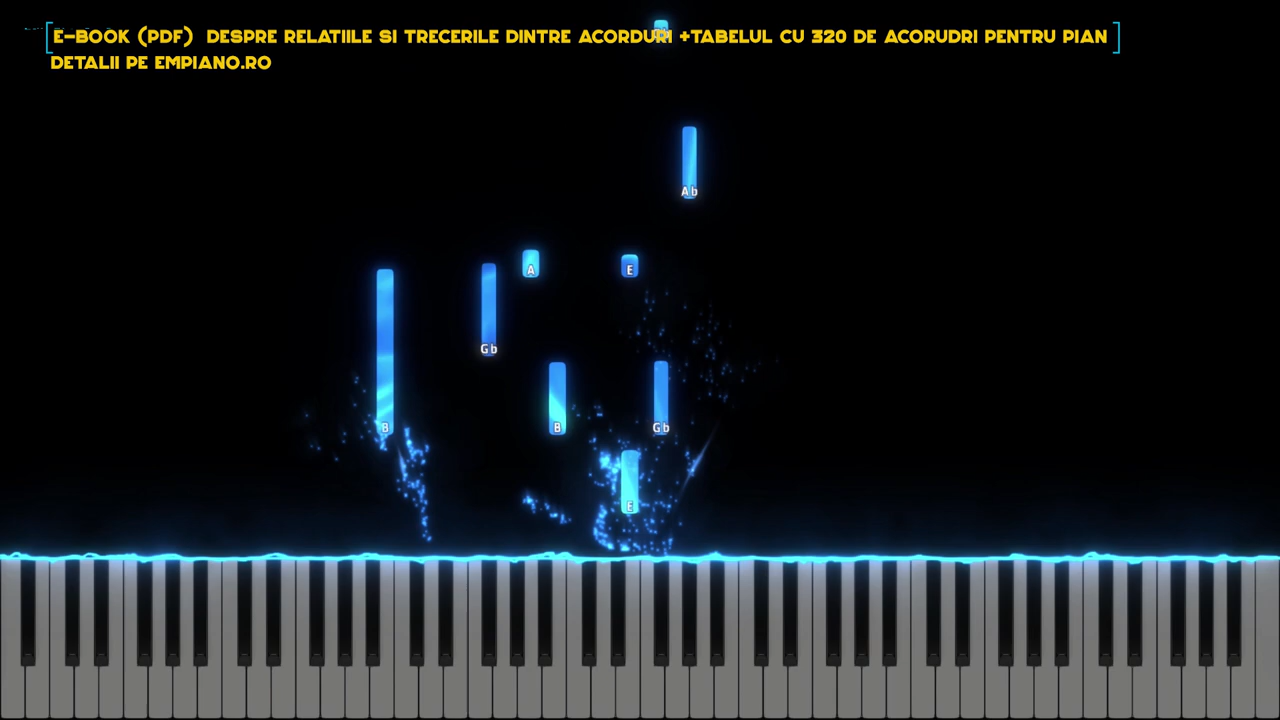 E-BOOK (PDF) DESPRE RELATIILE SI TRECERILE DINTRE ACORDURI +TABELUL CU 320 DE ACORUDRI PENTRU PIAN
DETALII PE EMPIANO.RO
Ab
A E
Gb
B B Gb
E